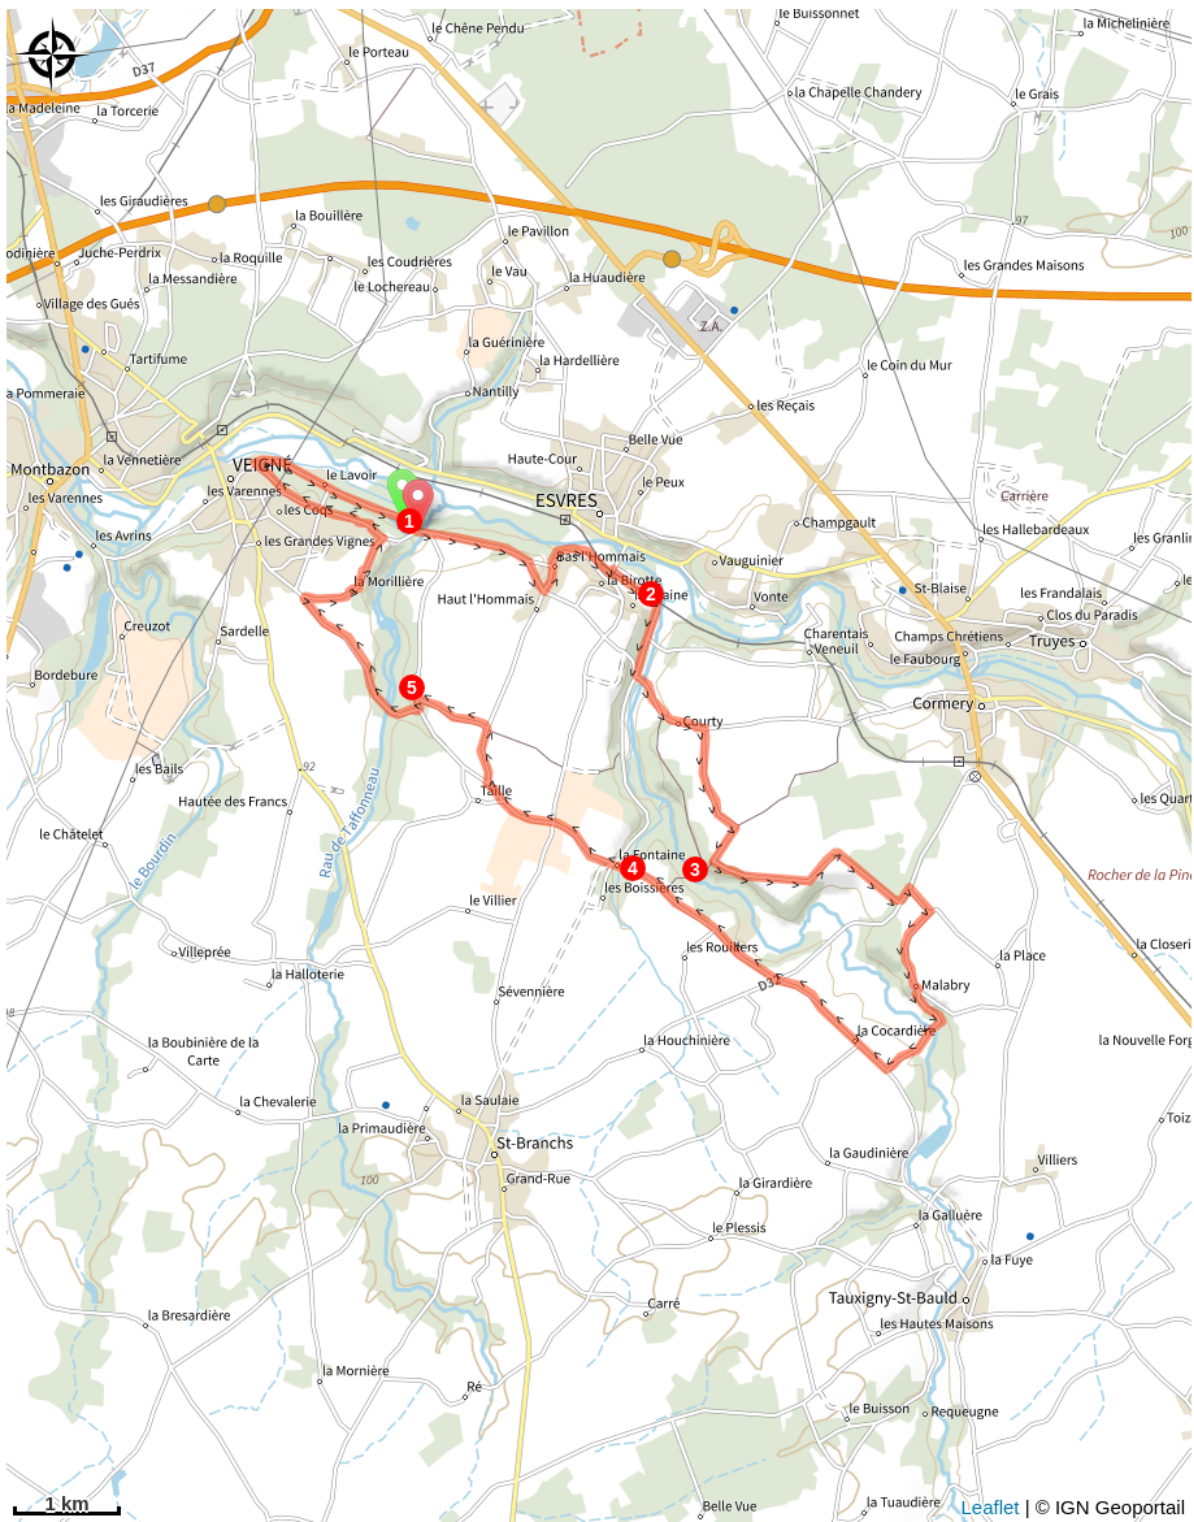 le Buissonnet
la Michelinière
le Chêne Pendu
le Porteau
D37
la Chapelle Chandery
le Grais
la Madeleine
la Torcerie
les Giraudières
la Bouillère
97
100
le Pavillon
Juche-Perdrix
la Roquille
les Coudrières
les Grandes Maisons
la Messandière
le Vau
la Huaudière
le Lochereau
Village des Gués
Z.A.
la Guérinière
Tartifume
la Hardellière
le Coin du Mur
a Pommeraie
Nantilly
les Reçais
Belle Vue
la Vennetière
Haute-Cour
Montbazon
VEIGNÉ
le Lavoir
le Peux
les Varennes
les Varennes
ESVRES
Carrière
les Coqs
1
Champgault
les Hallebardeaux
les Avrins
les Grandes Vignes
Bas l'Hommais
Vauguinier
la Morillière
la Birotte
St-Blaise
Haut l'Hommais
2
Vonte
les Frandalais
Clos du Paradis
Creuzot
Sardelle
Charentais
Champs Chrétiens
Truyes
Veneuil
le Faubourg
Bordebure
5
Cormery
Courty
les Bails
92
Taille
Hautée des Francs
le Châtelet
Rau de Taffonneau
le Bourdin
la Fontaine
4
3
Rocher de la Pin
les Boissières
le Villier
les Rouilfers
la Closeri
Villeprée
la Place
la Halloterie
D32
Malabry
Sévennière
la Cocardière
la Houchinière
la Nouvelle Forg
la Boubinière de la
Carte
la Chevalerie
la Saulaie
la Primaudière
St-Branchs
la Gaudinière
Villiers
100
Grand-Rue
la Girardière
le Plessis
la Galluère
la Fuye
Carré
Tauxigny-St-Bauld
la Bresardière
les Hautes Maisons
la Mornière
Ré
le Buisson
Requeugne
1 km
Belle Vue
la Tuaudière
Leaflet | © IGN Geoportail